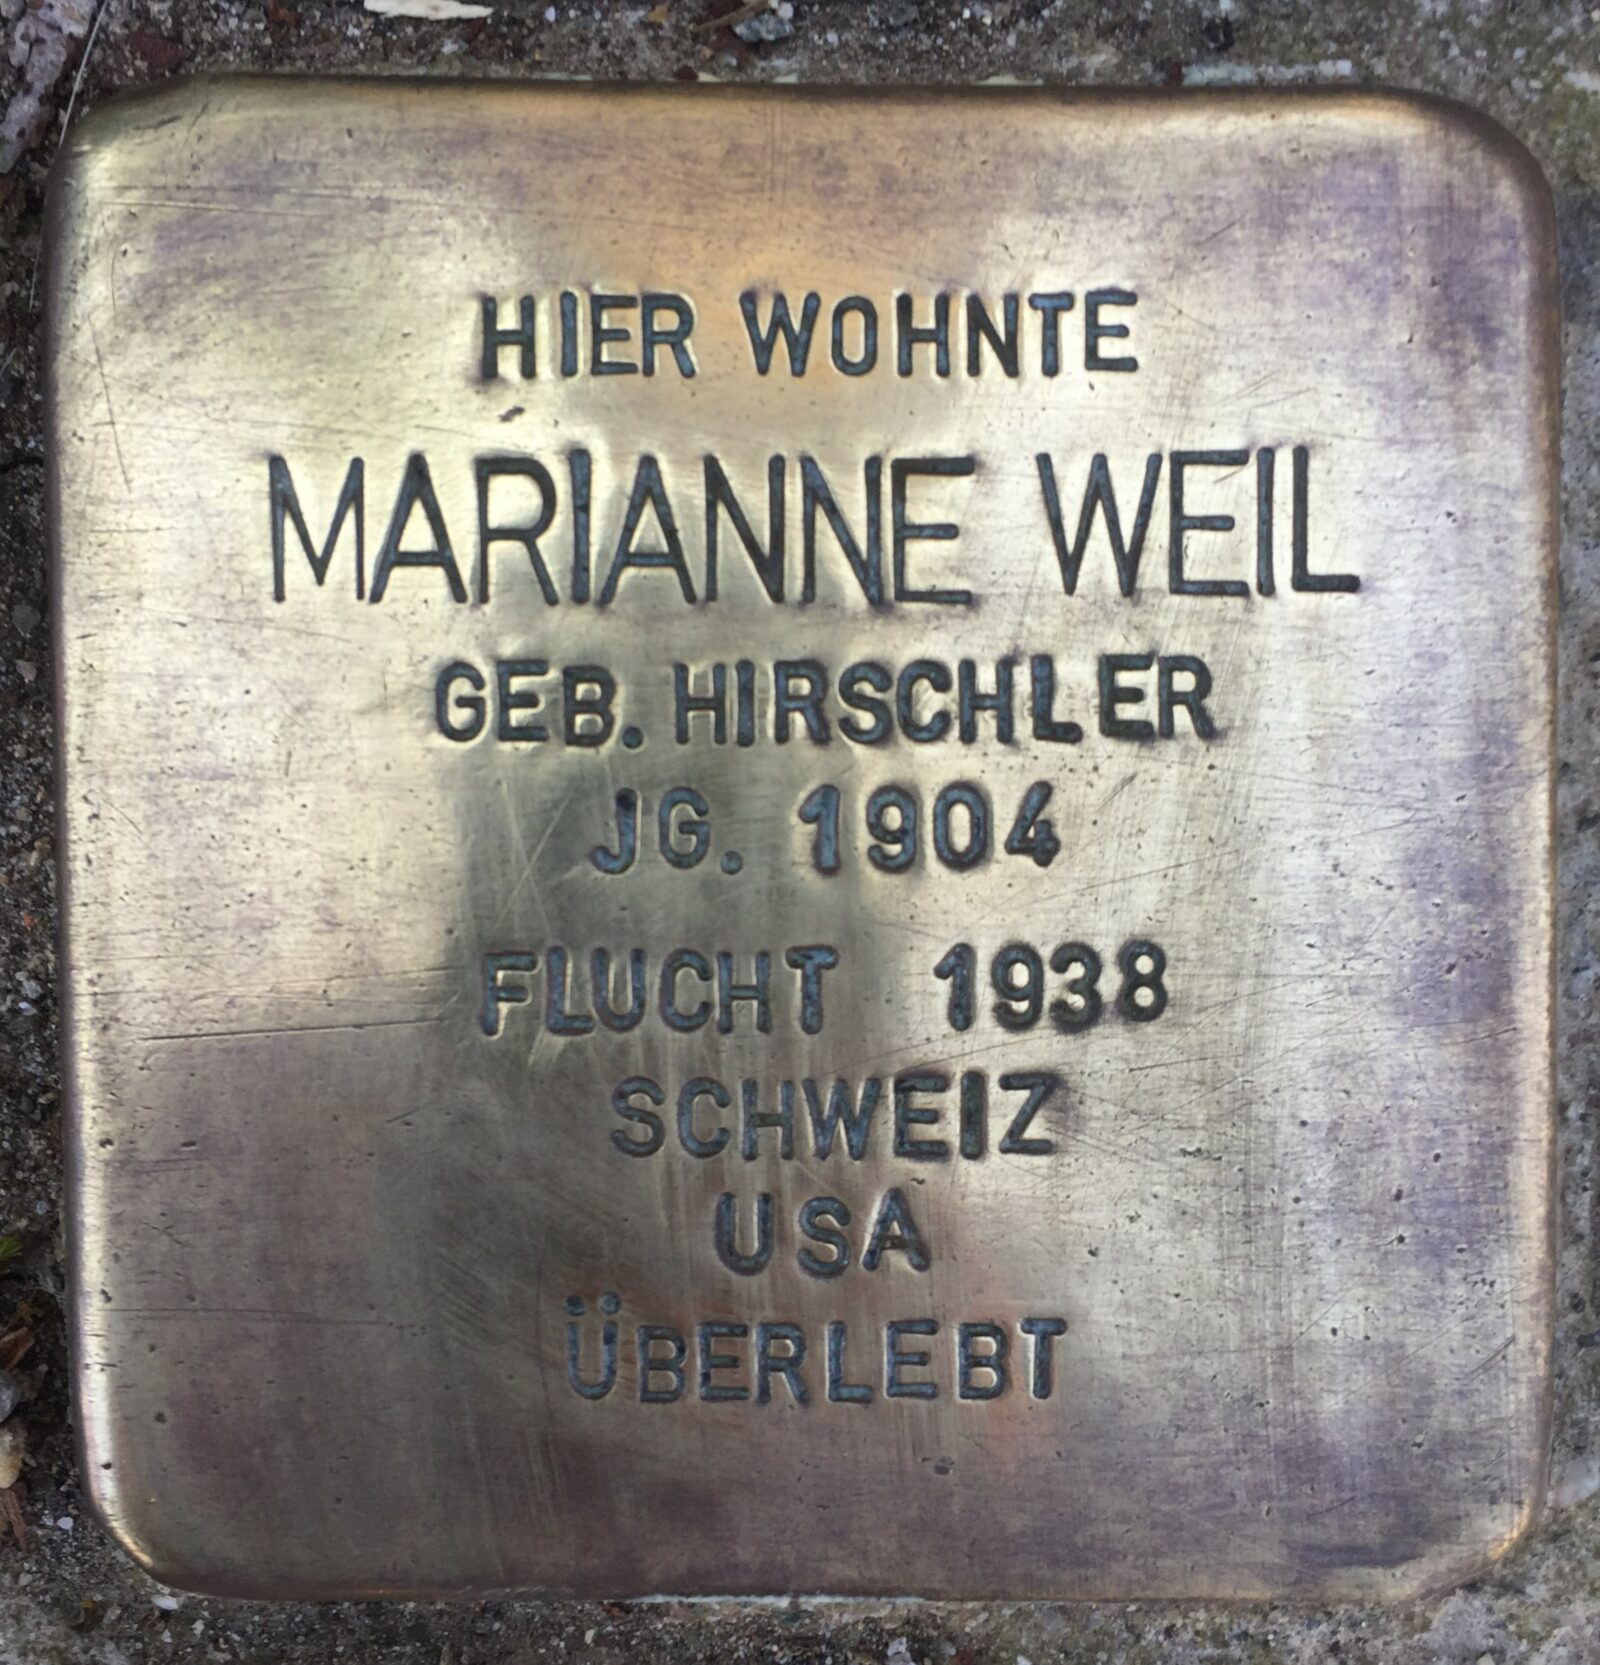 HIER WOHNTE
MARIANNE WEIL
GEB. HIRSCHLER
JG. 1904
FLUCHT 1938
SCHWEIZ
USA
ÜBERLEBT